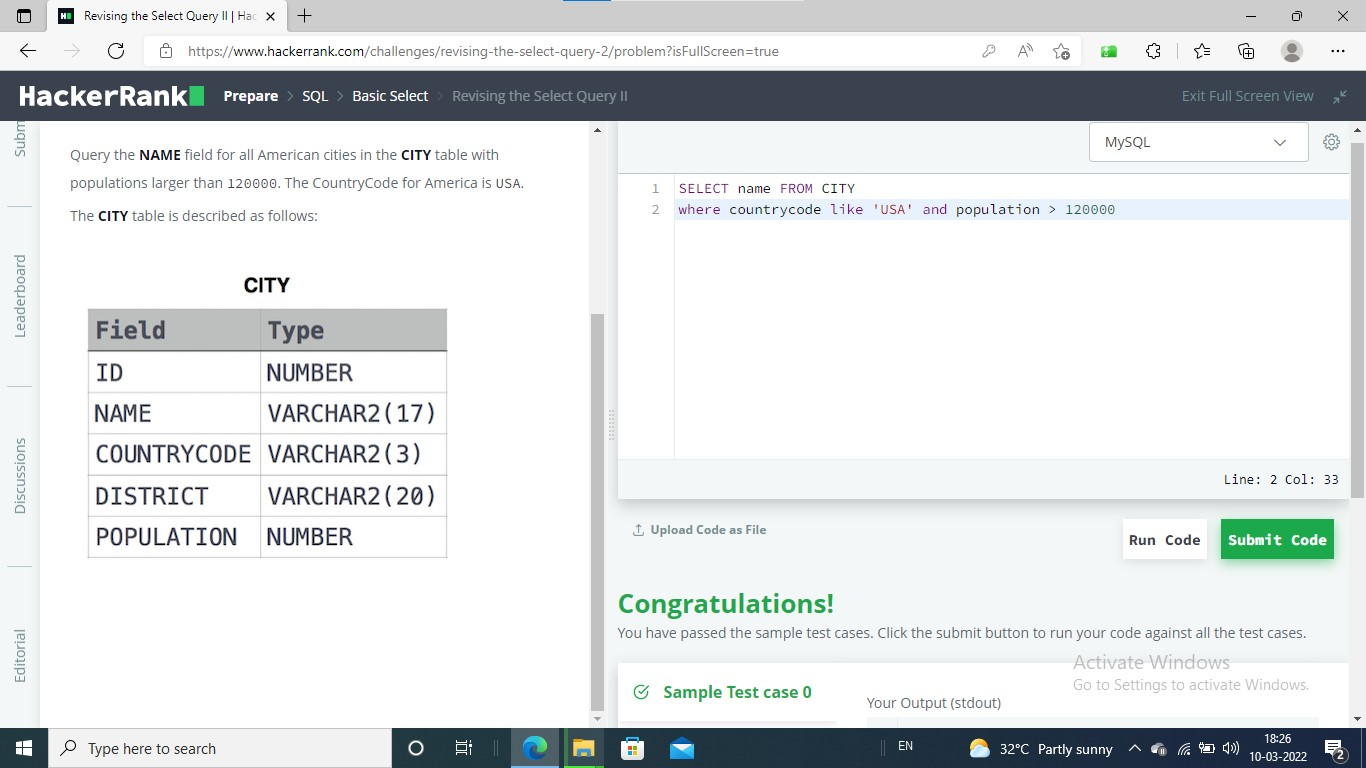 Revising the Select Query II | Hac
https://www.hackerrank.com/challenges/revising-the-select-query-2/problem?isFullScreen=true
HackerRank
Prepare > SQL > Basic Select > Revising the Select Query II
Exit Full Screen View
Subm
Leaderboard
Discussions
Editorial
Query the NAME field for all American cities in the CITY table with
populations larger than 120000. The CountryCode for America is USA.
The CITY table is described as follows:
CITY
Field Type
ID NUMBER
NAME VARCHAR2(17)
COUNTRYCODE VARCHAR2(3)
DISTRICT VARCHAR2(20)
POPULATION NUMBER
MySQL
1 SELECT name FROM CITY
2 where countrycode like 'USA' and population > 120000
Line: 2 Col: 33
Upload Code as File
Run Code
Submit Code
Congratulations!
You have passed the sample test cases. Click the submit button to run your code against all the test cases.
Activate Windows
Go to Settings to activate Windows.
Sample Test case 0
Your Output (stdout)
Type here to search
EN
32°C Partly sunny
18:26
10-03-2022
2